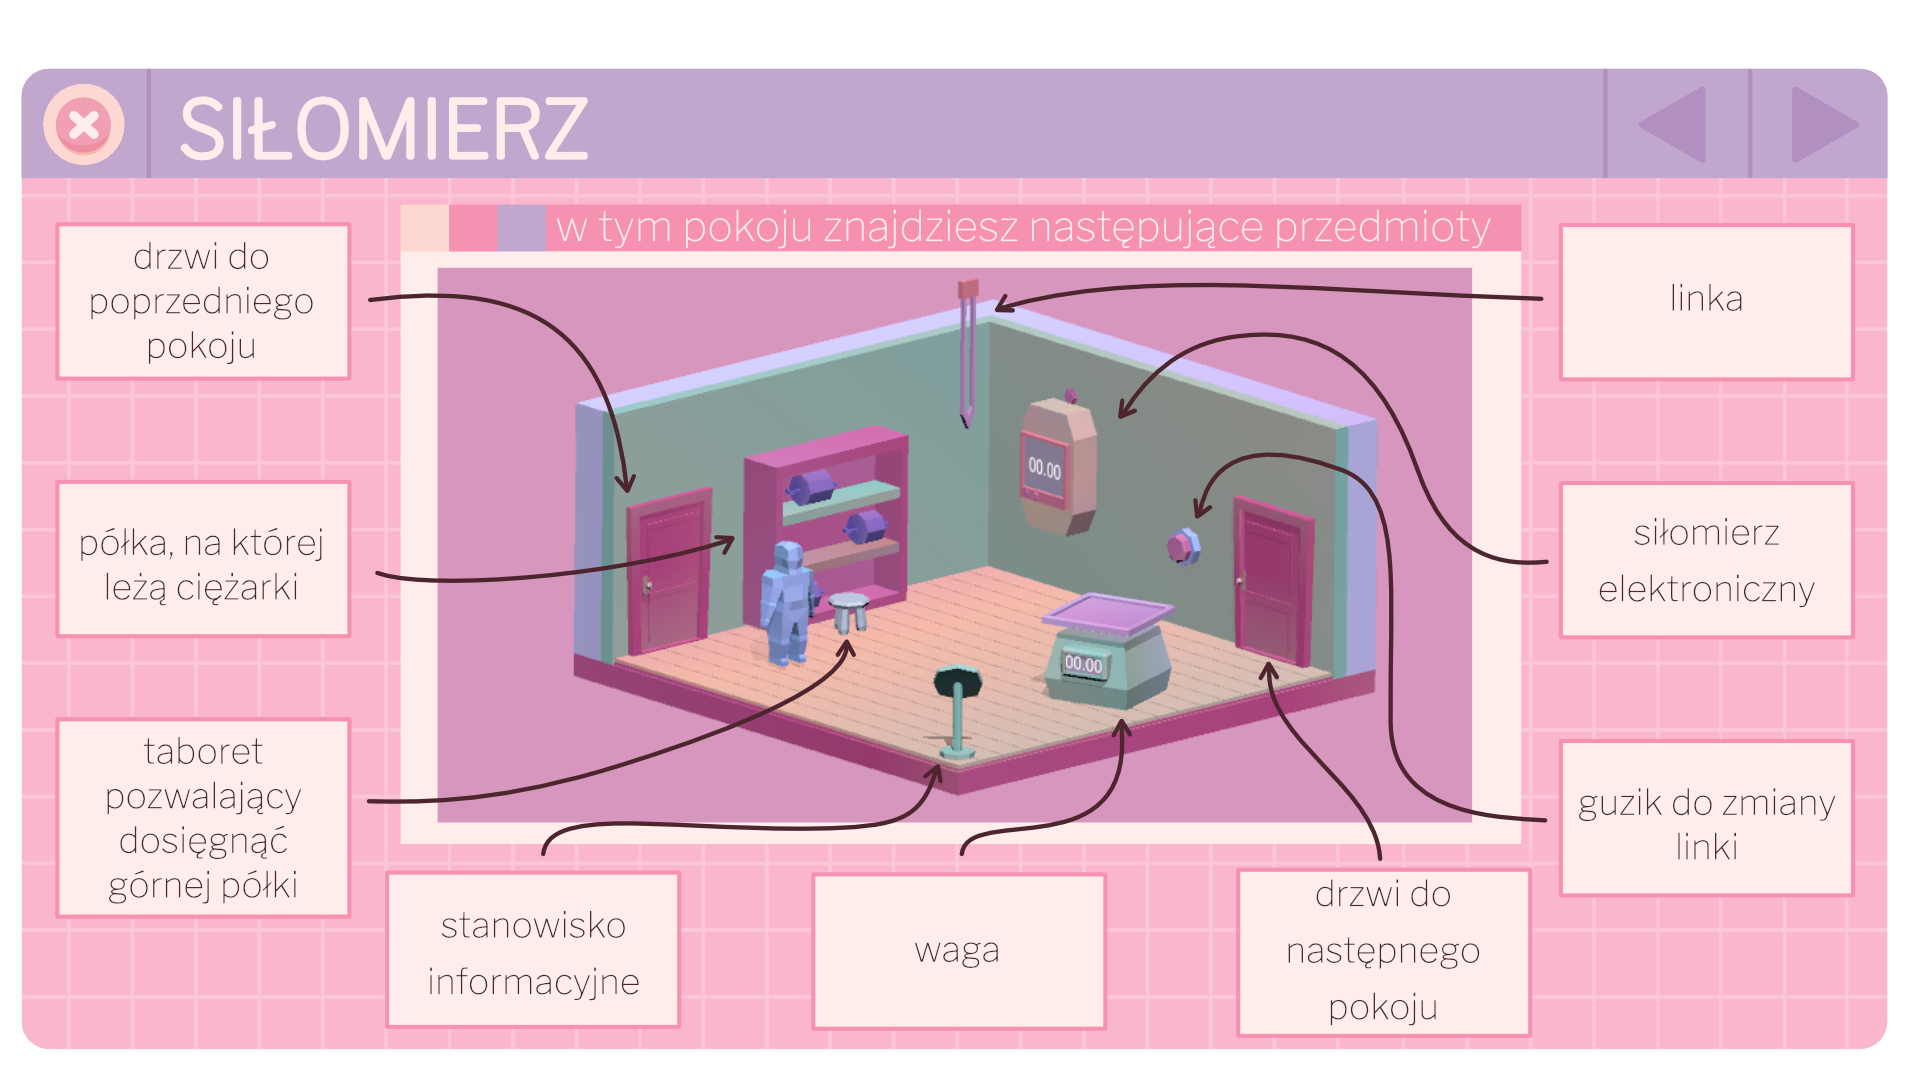 SIŁOMIERZ
w tym pokoju znajdziesz następujące przedmioty
drzwi do
poprzedniego
pokoju
półka, na której
leżą ciężarki
taboret
pozwalający
dosięgnąć
górnej półki
00.00
00.00
linka
siłomierz
elektroniczny
guzik do zmiany
linki
stanowisko
informacyjne
waga
drzwi do
następnego
pokoju